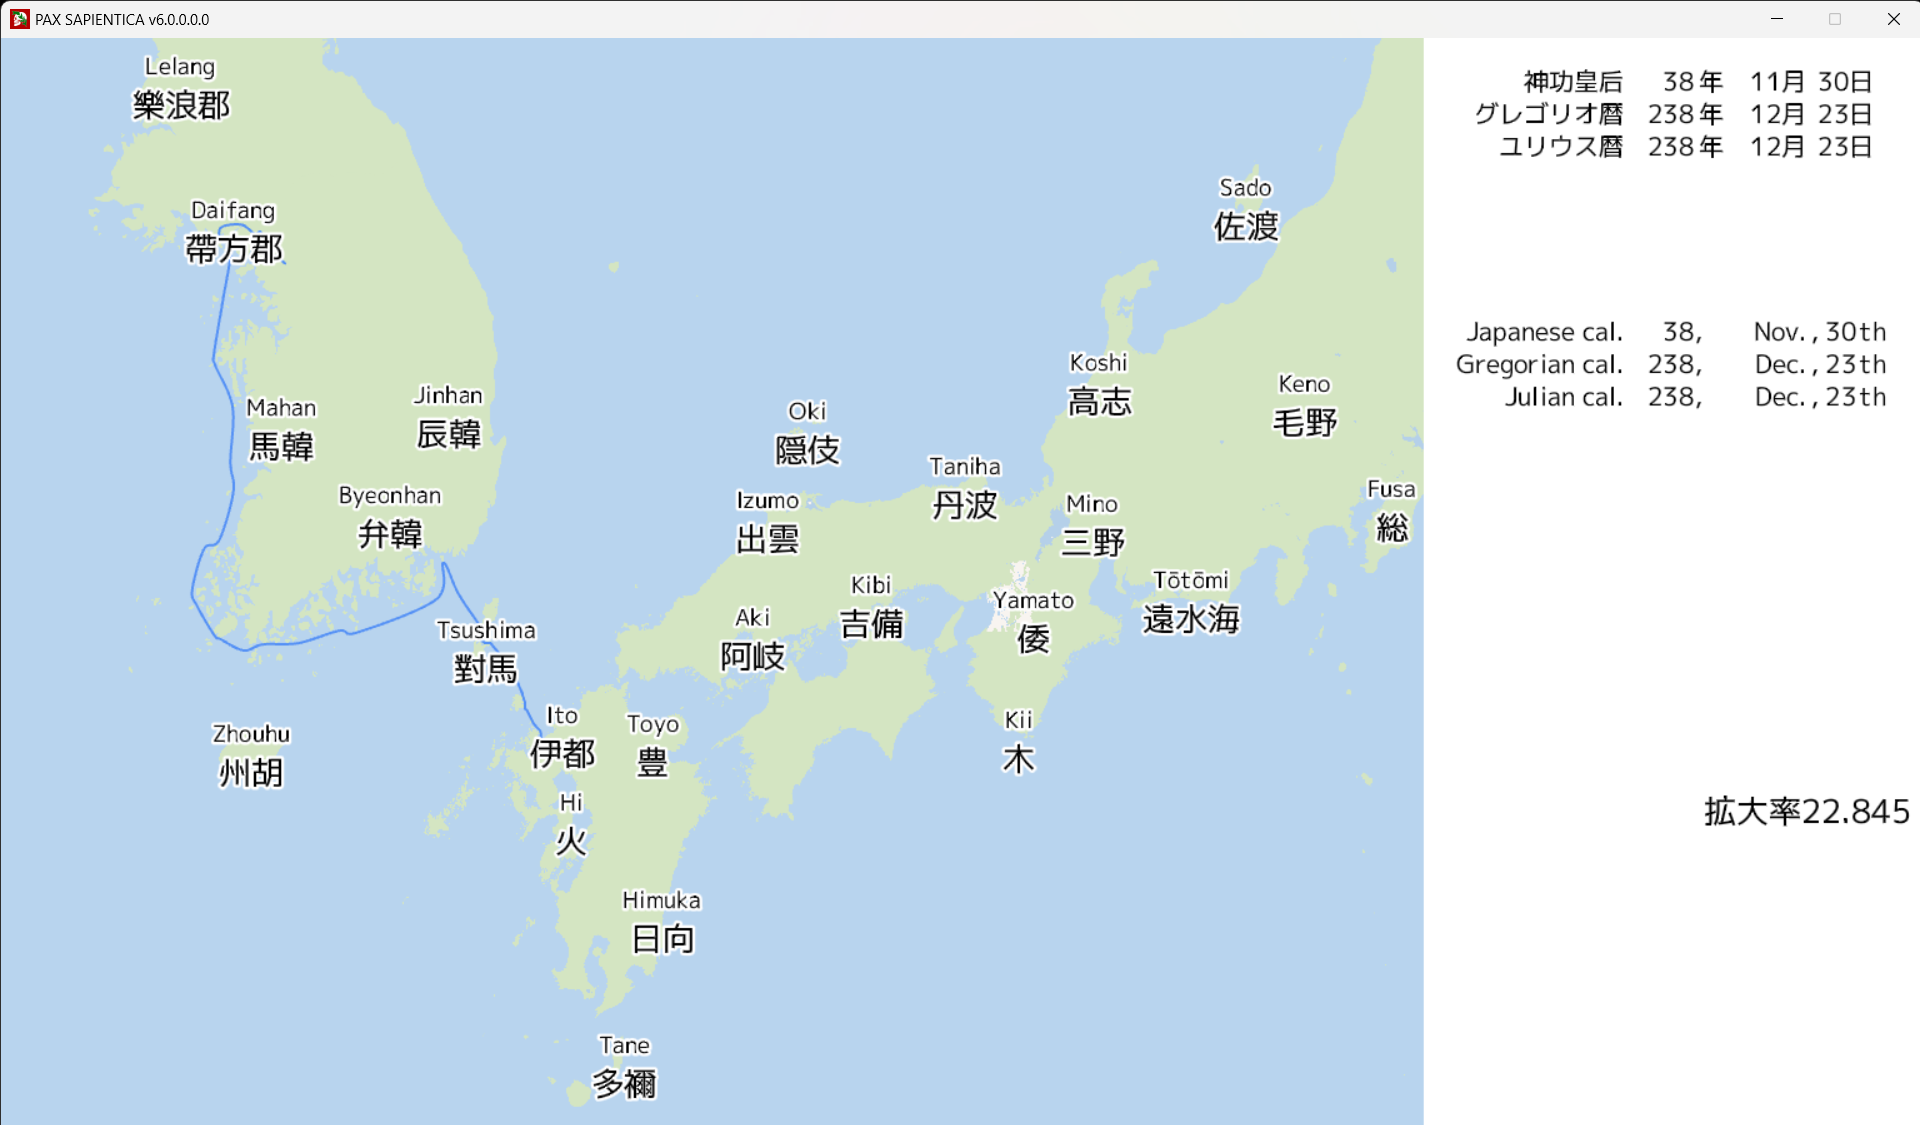 PAX SAPIENTICA v6.0.0.0.0
Lelang
樂浪郡
Daifang
帶方郡
Sado
佐渡
Koshi
高志
Keno
毛野
Jinhan
辰韓
Mahan
馬韓
Oki
隠伎
Taniha
丹波
Fusa
総
Byeonhan
弁韓
Izumo
出雲
Mino
三野
Tōtōmi
遠水海
Kibi
吉備
Yamato
倭
Aki
阿岐
Tsushima
對馬
Ito
伊都
Toyo
豊
Kii
木
Zhouhu
州胡
Hi
火
Himuka
日向
Tane
多禰
神功皇后 38年 11月 30日
グレゴリオ暦 238年 12月 23日
ユリウス暦 238年 12月 23日
Japanese cal. 38, Nov., 30th
Gregorian cal. 238, Dec., 23th
Julian cal. 238, Dec., 23th
拡大率22.845